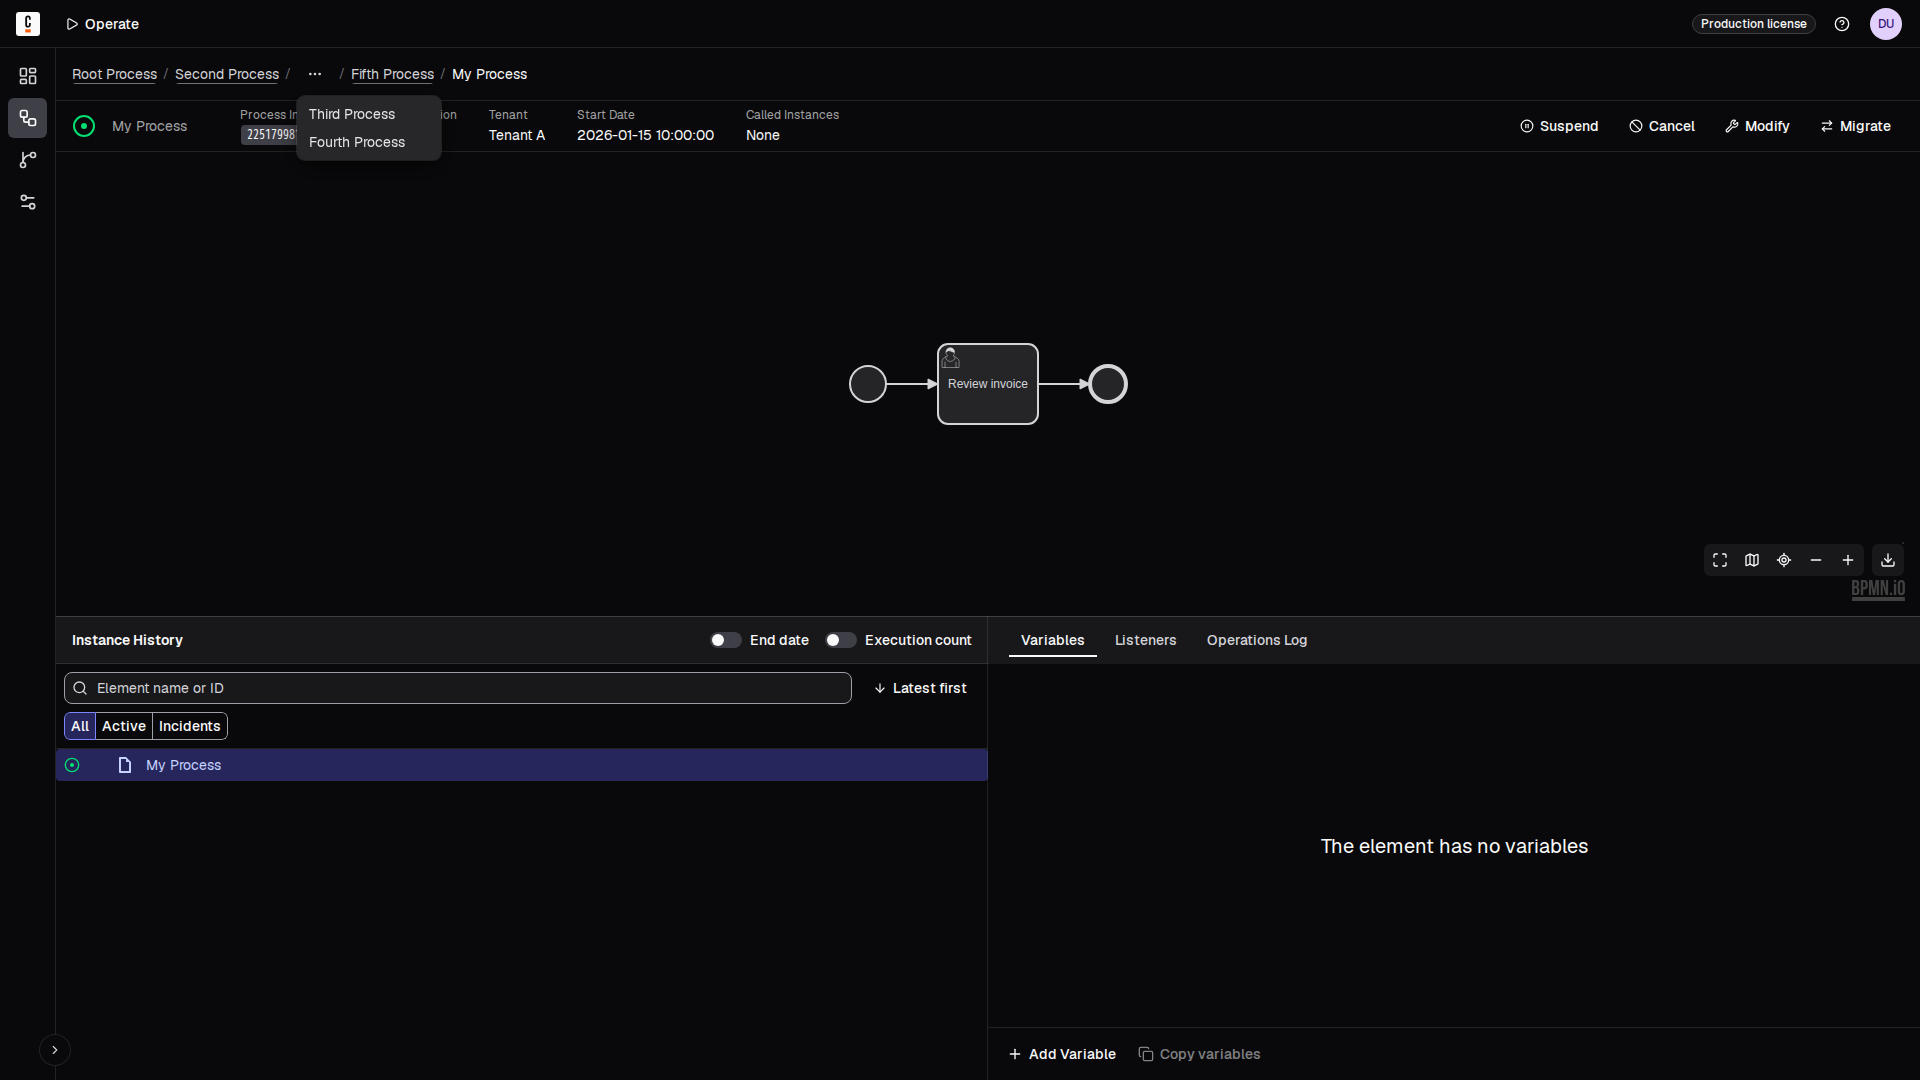 Operate
Production license
DU
Root Process / Second Process / ··· / Fifth Process / My Process
Third Process
Fourth Process
My Process
Tenant
Tenant A
Start Date
2026-01-15 10:00:00
Called Instances
None
Suspend
Cancel
Modify
Migrate
Review invoice
BPMN.iO
Instance History
End date
Execution count
Variables
Listeners
Operations Log
Element name or ID
Latest first
All
Active
Incidents
My Process
The element has no variables
Add Variable
Copy variables